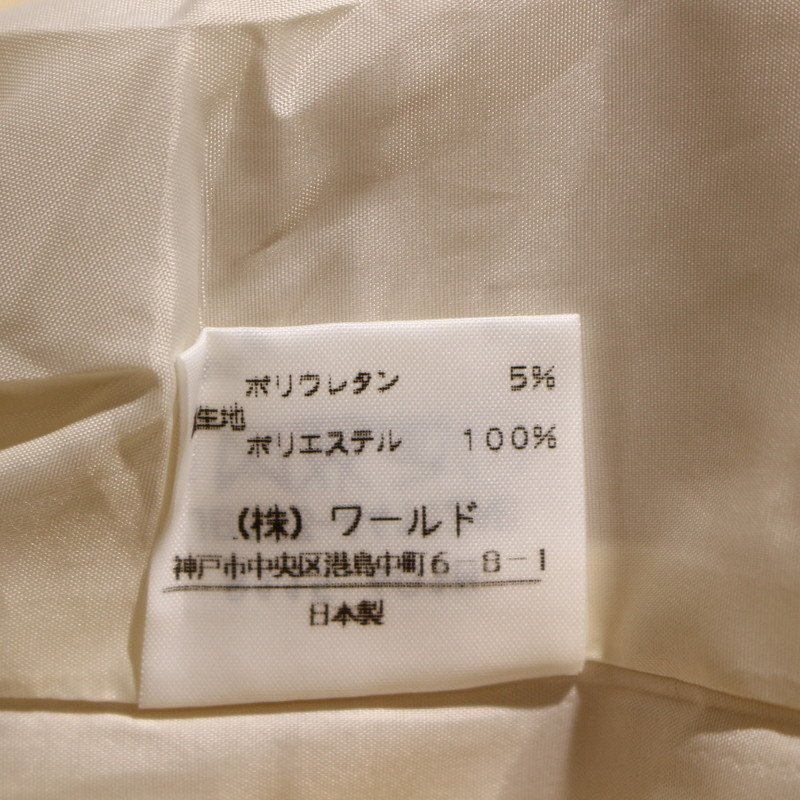 ポリウレタン 5%
生地
ポリエステル 100%
(株) ワールド
神戸市中央区港島中町6-8-1
日本製